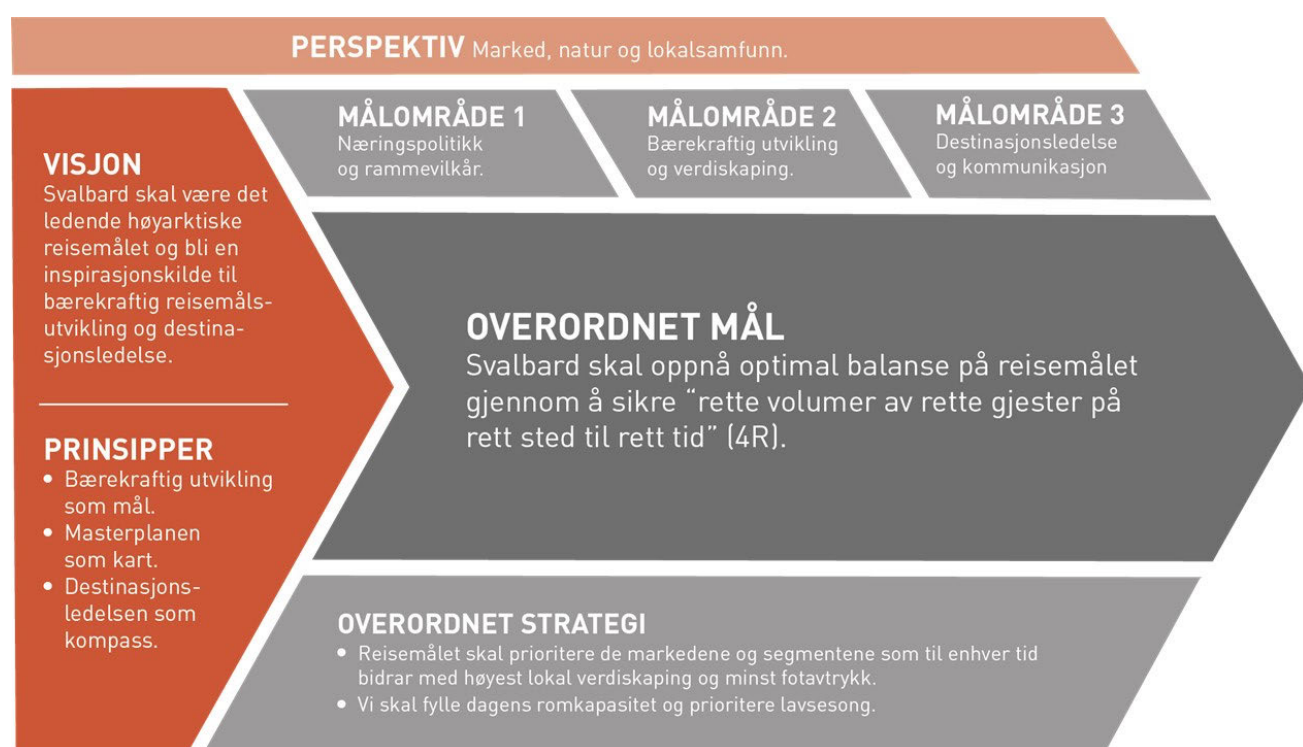 PERSPEKTIV Marked, natur og lokalsamfunn.
VISJON
Svalbard skal være det
ledende høyarktiske
reisemålet og bli en
inspirasjonskilde til
bærekraftig reisemåls-
utvikling og destina-
sjonsledelse.
PRINSIPPER
• Bærekraftig utvikling
som mål.
• Masterplanen
som kart.
• Destinasjons-
ledelsen som
kompass.
MÅLOMRÅDE 1
Næringspolitikk
og rammevilkår.
MÅLOMRÅDE 2
Bærekraftig utvikling
og verdiskaping.
MÅLOMRÅDE 3
Destinasjonsledelse
og kommunikasjon
OVERORDNET MÅL
Svalbard skal oppnå optimal balanse på reisemålet
gjennom å sikre “rette volumer av rette gjester på
rett sted til rett tid” (4R).
OVERORDNET STRATEGI
• Reisemålet skal prioritere de markedene og segmentene som til enhver tid
bidrar med høyest lokal verdiskaping og minst fotavtrykk.
• Vi skal fylle dagens romkapasitet og prioritere lavsesong.